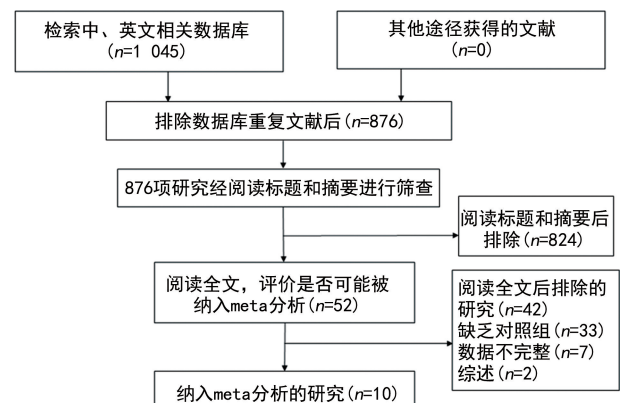 检索中、英文相关数据库
(n=1 045)
其他途径获得的文献
(n=0)
排除数据库重复文献后(n=876)
876项研究经阅读标题和摘要进行筛查
阅读标题和摘要后
排除(n=824)
阅读全文，评价是否可能被
纳入meta分析(n=52)
阅读全文后排除的
研究(n=42)
缺乏对照组(n=33)
数据不完整(n=7)
综述(n=2)
纳入meta分析的研究(n=10)